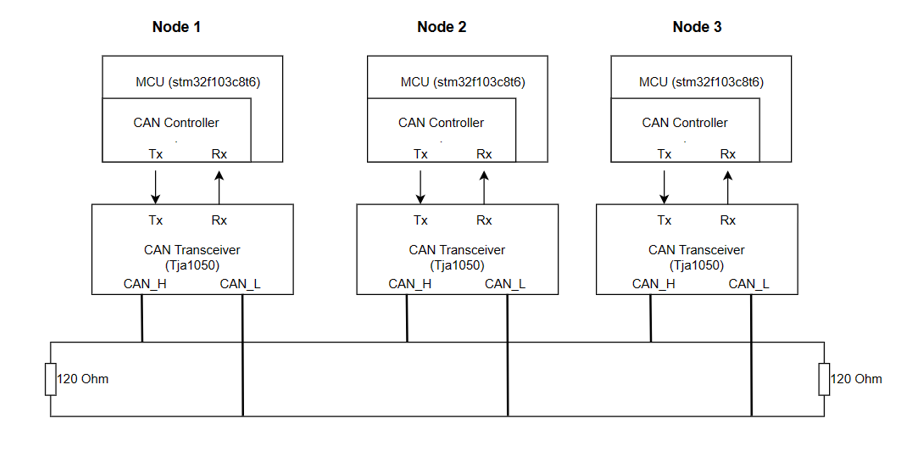 Node 1
Node 2
Node 3
MCU (stm32f103c8t6)
MCU (stm32f103c8t6)
MCU (stm32f103c8t6)
CAN Controller
CAN Controller
CAN Controller
Tx Rx
Tx Rx
Tx Rx
Tx Rx
Tx Rx
Tx Rx
CAN Transceiver
(Tja1050)
CAN Transceiver
(Tja1050)
CAN Transceiver
(Tja1050)
CAN_H CAN_L
CAN_H CAN_L
CAN_H CAN_L
120 Ohm
120 Ohm